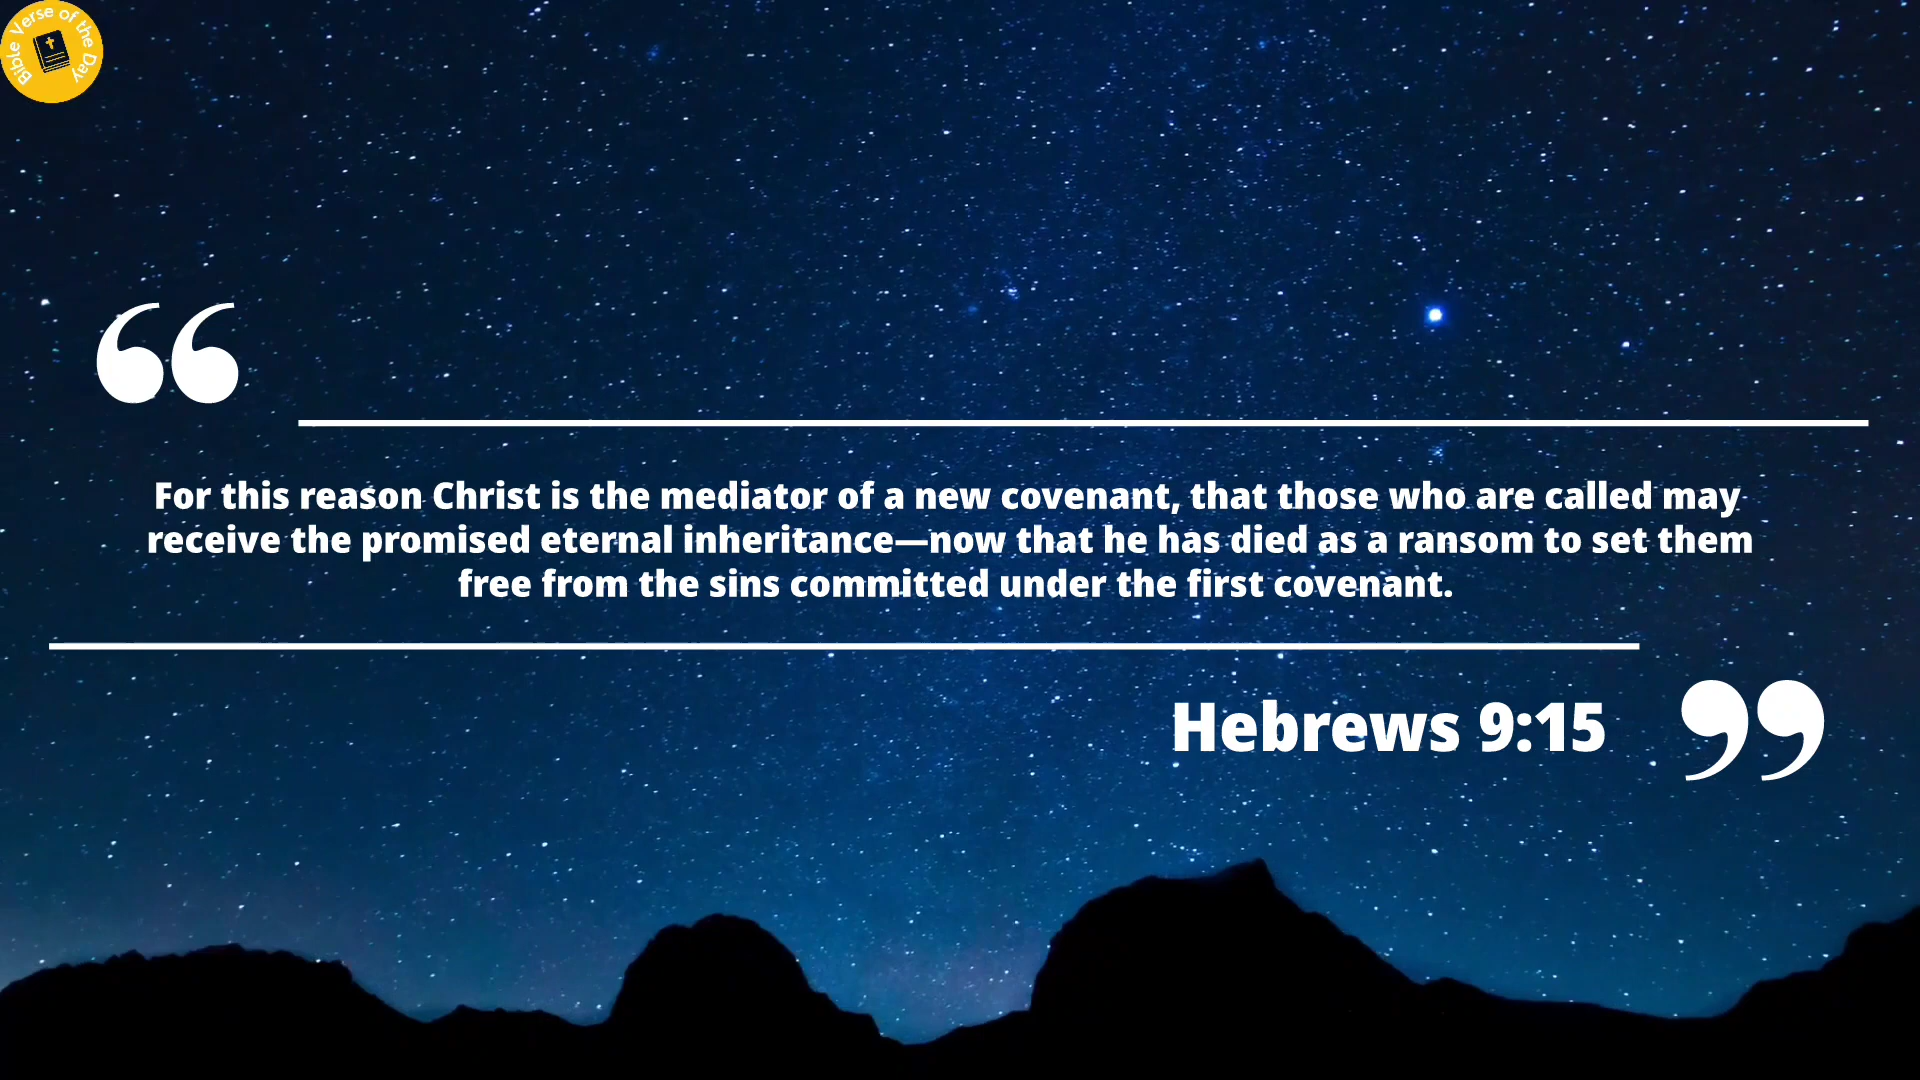 Bible Verse of the Day
“
For this reason Christ is the mediator of a new covenant, that those who are called may
receive the promised eternal inheritance—now that he has died as a ransom to set them
free from the sins committed under the first covenant.
Hebrews 9:15 ”